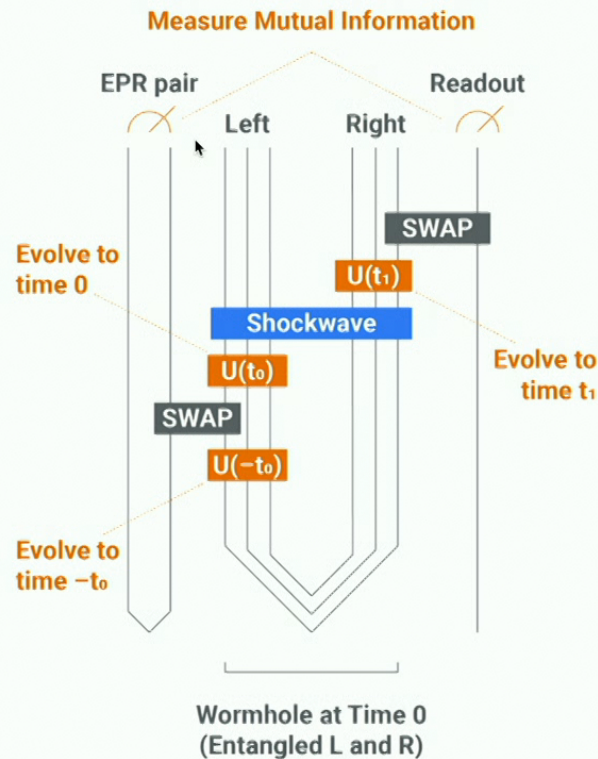 Measure Mutual Information
EPR pair
Readout
Left
Right
SWAP
Evolve to
time 0
U(t₁)
Shockwave
Evolve to
time t₁
U(t₀)
SWAP
U(−t₀)
Evolve to
time −t₀
Wormhole at Time 0
(Entangled L and R)